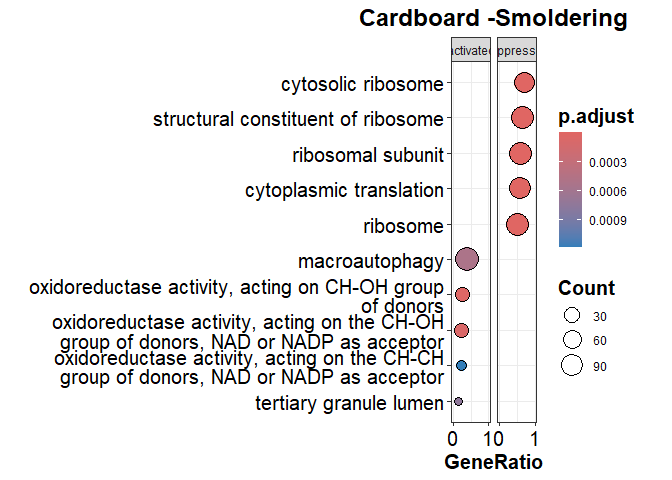 Cardboard -Smoldering
activated
ppress
cytosolic ribosome
structural constituent of ribosome
ribosomal subunit
cytoplasmic translation
ribosome
macroautophagy
oxidoreductase activity, acting on CH-OH group
of donors
oxidoreductase activity, acting on the CH-OH
group of donors, NAD or NADP as acceptor
oxidoreductase activity, acting on the CH-CH
group of donors, NAD or NADP as acceptor
tertiary granule lumen
0 1 0 1
GeneRatio
p.adjust
0.0003
0.0006
0.0009
Count
30
60
90